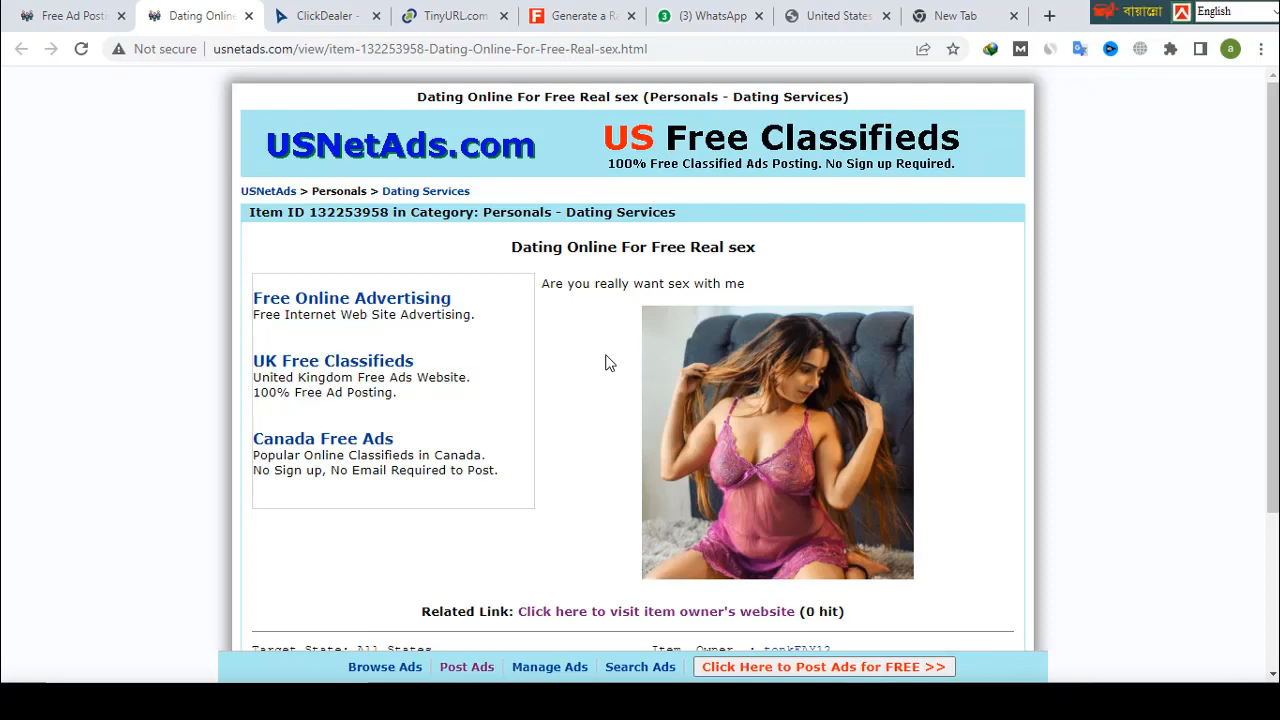 Free Ad Posti
Dating Online
ClickDealer -
TinyURL.com
Generate a Ra
(3) WhatsApp
United States
New Tab
বায়ান্নো
English
Not secure
usnetads.com/view/item-132253958-Dating-Online-For-Free-Real-sex.html
Dating Online For Free Real sex (Personals - Dating Services)
USNetAds.com
US Free Classifieds
100% Free Classified Ads Posting. No Sign up Required.
USNetAds > Personals > Dating Services
Item ID 132253958 in Category: Personals - Dating Services
Dating Online For Free Real sex
Are you really want sex with me
Free Online Advertising
Free Internet Web Site Advertising.
UK Free Classifieds
United Kingdom Free Ads Website.
100% Free Ad Posting.
Canada Free Ads
Popular Online Classifieds in Canada.
No Sign up, No Email Required to Post.
Related Link: Click here to visit item owner's website (0 hit)
Target State: All States
Item Owner :
Browse Ads
Post Ads
Manage Ads
Search Ads
Click Here to Post Ads for FREE >>